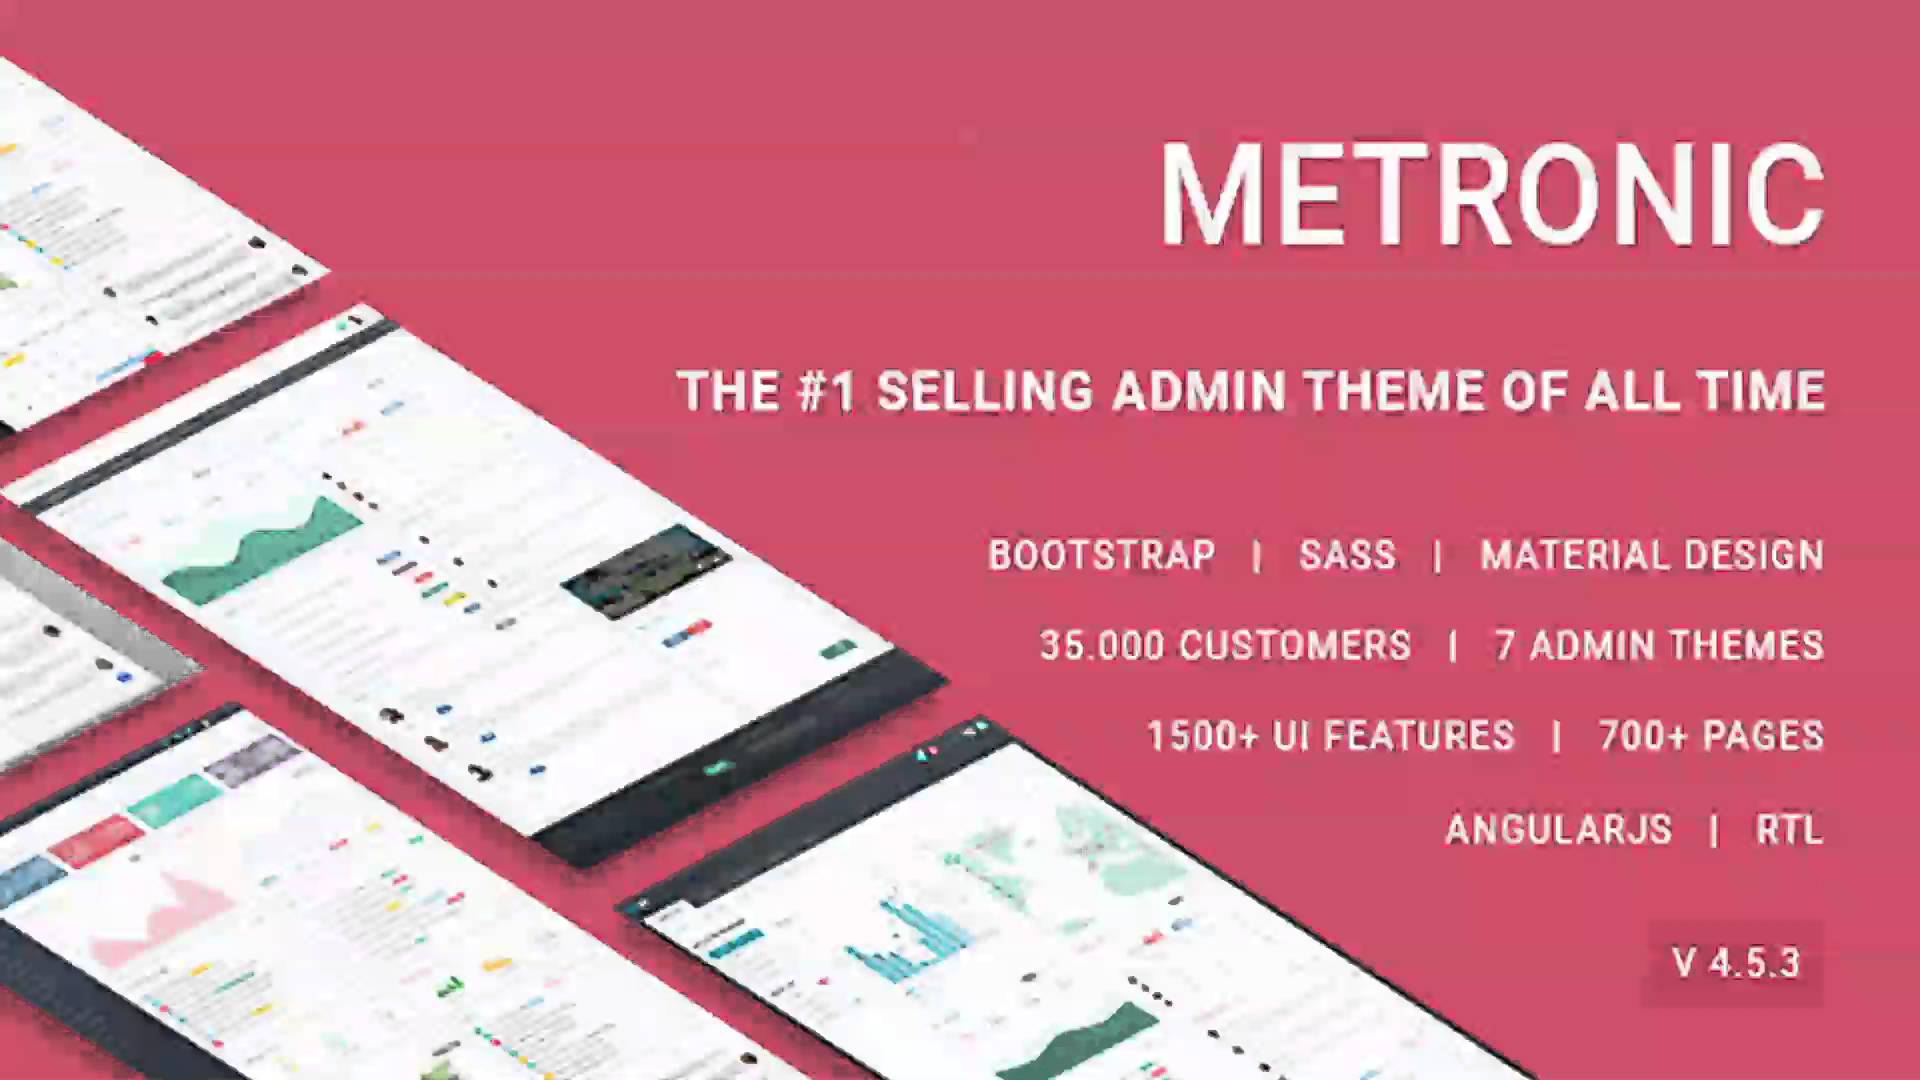 METRONIC
THE #1 SELLING ADMIN THEME OF ALL TIME
BOOTSTRAP | SASS | MATERIAL DESIGN
35.000 CUSTOMERS | 7 ADMIN THEMES
1500+ UI FEATURES | 700+ PAGES
ANGULARJS | RTL
V 4.5.3